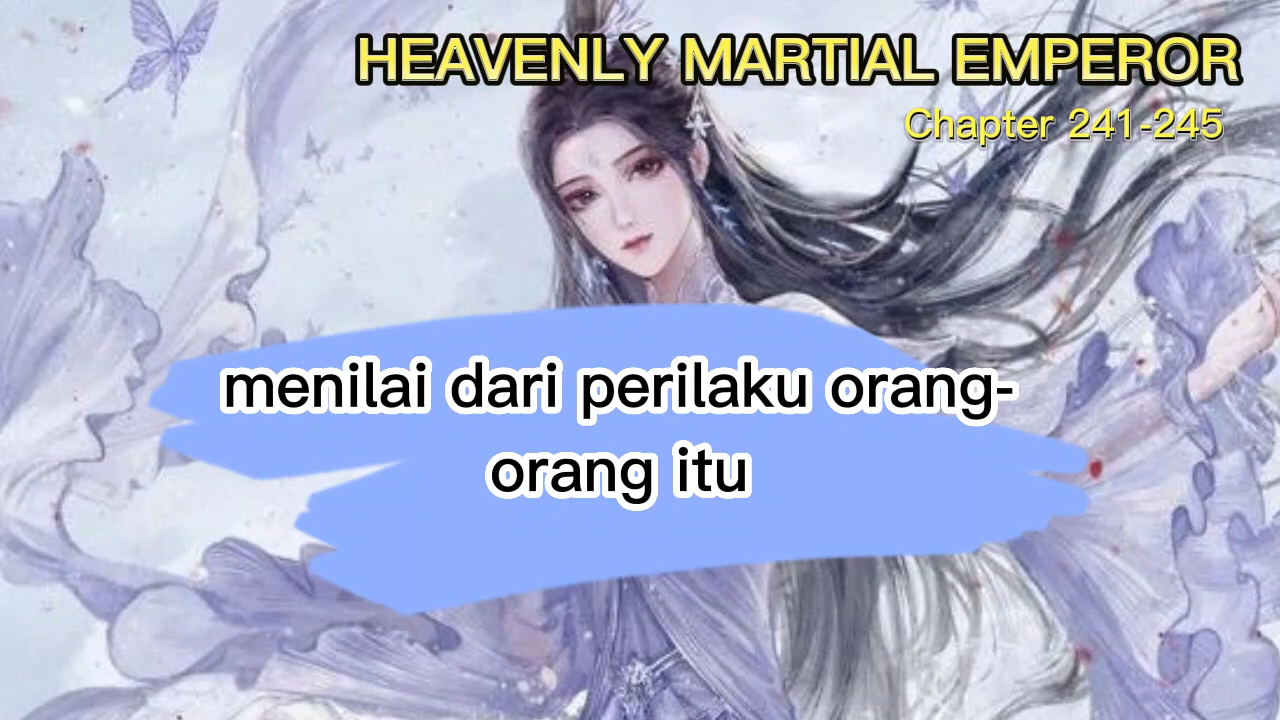 HEAVENLY MARTIAL EMPEROR
Chapter 241-245
menilai dari perilaku orang-
orang itu